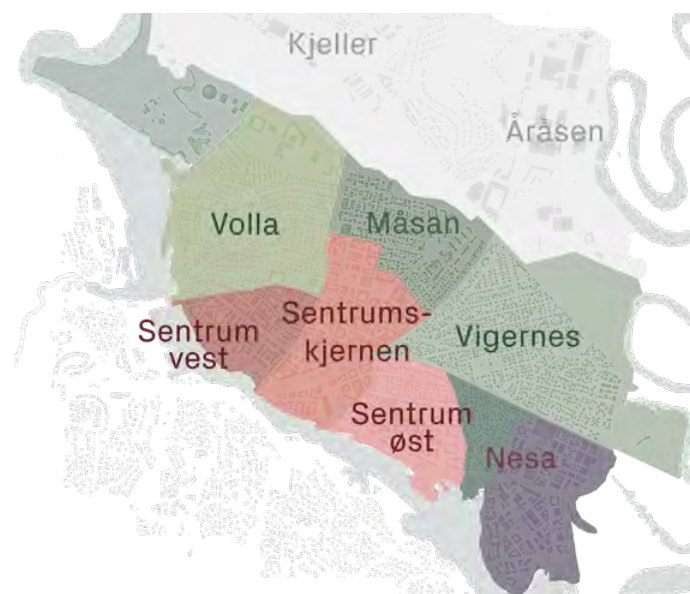 Kjeller
Åråsen
Volla
Måsan
Sentrums-
kjernen
Sentrum
vest
Vigernes
Sentrum
øst
Nesa